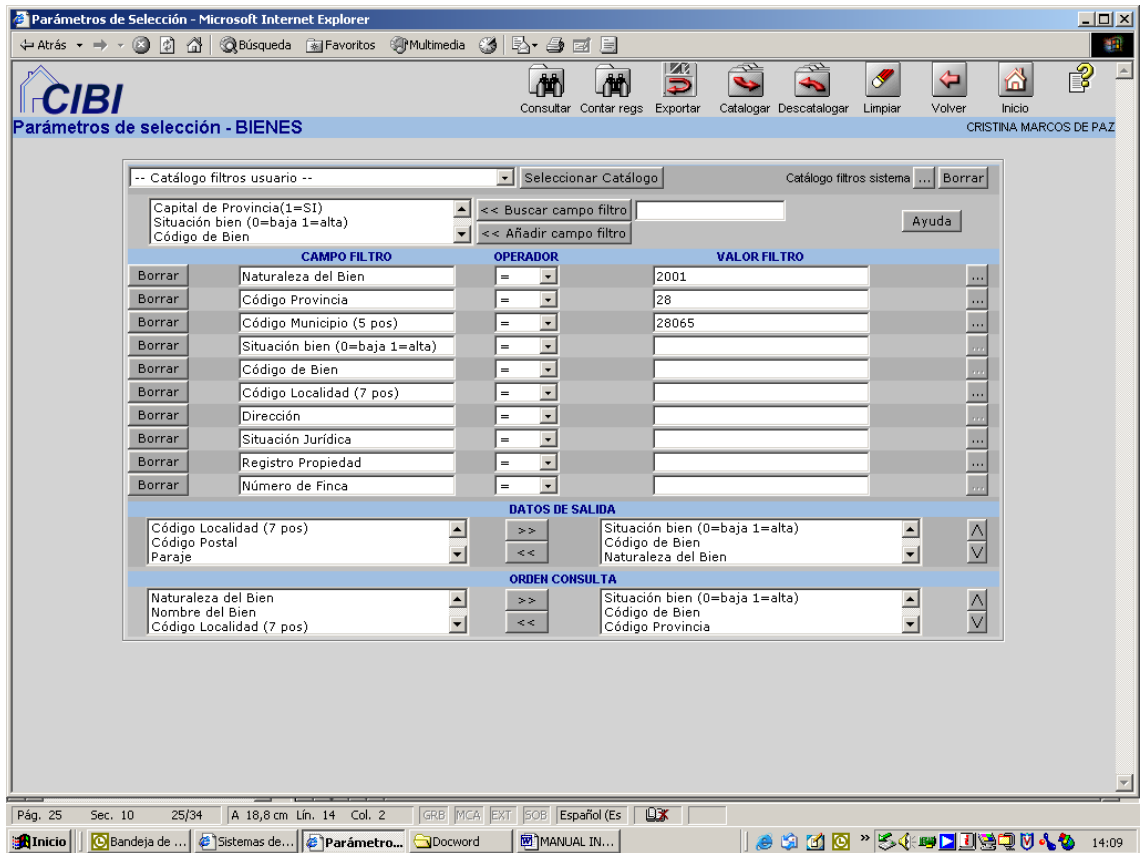 Parámetros de Selección - Microsoft Internet Explorer
Atrás Búsqueda Favoritos Multimedia
CIBI
Consultar Contar regs Exportar Catalogar Descatalogar Limpiar Volver Inicio
Parámetros de selección - BIENES CRISTINA MARCOS DE PAZ
-- Catálogo filtros usuario -- Seleccionar Catálogo Catálogo filtros sistema ... Borrar
Capital de Provincia(1=SI) << Buscar campo filtro
Situación bien (0=baja 1=alta) Ayuda
Código de Bien << Añadir campo filtro
CAMPO FILTRO OPERADOR VALOR FILTRO
Borrar Naturaleza del Bien = 2001 ...
Borrar Código Provincia = 28 ...
Borrar Código Municipio (5 pos) = 28065 ...
Borrar Situación bien (0=baja 1=alta) = ...
Borrar Código de Bien = ...
Borrar Código Localidad (7 pos) = ...
Borrar Dirección = ...
Borrar Situación Jurídica = ...
Borrar Registro Propiedad = ...
Borrar Número de Finca = ...
DATOS DE SALIDA
Código Localidad (7 pos) >> Situación bien (0=baja 1=alta)
Código Postal Código de Bien
Paraje << Naturaleza del Bien
ORDEN CONSULTA
Naturaleza del Bien >> Situación bien (0=baja 1=alta)
Nombre del Bien Código de Bien
Código Localidad (7 pos) << Código Provincia
Pág. 25 Sec. 10 25/34 A 18,8 cm Lín. 14 Col. 2 GRB MCA EXT SOB Español (Es
Inicio Bandeja de ... Sistemas de... Parámetro... Docword MANUAL IN... » 14:09